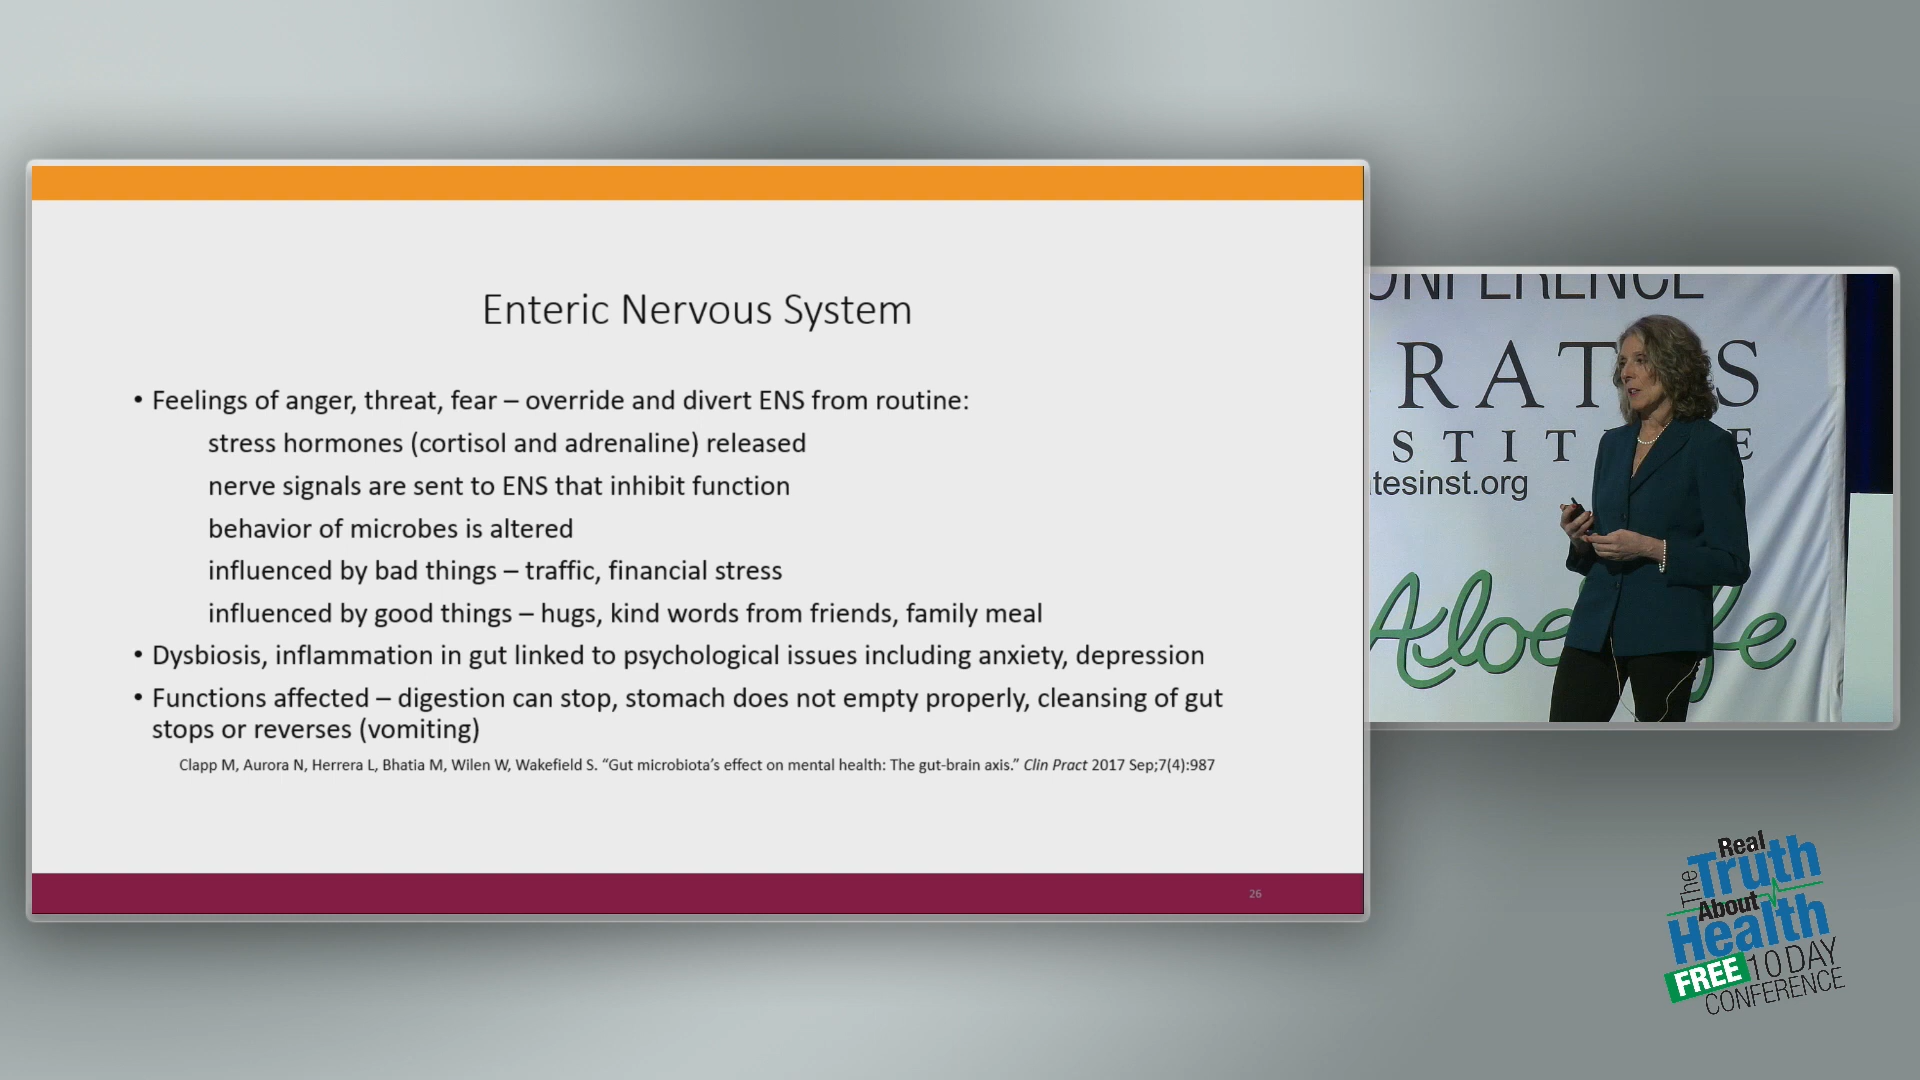 Enteric Nervous System
• Feelings of anger, threat, fear – override and divert ENS from routine:
stress hormones (cortisol and adrenaline) released
nerve signals are sent to ENS that inhibit function
behavior of microbes is altered
influenced by bad things – traffic, financial stress
influenced by good things – hugs, kind words from friends, family meal
• Dysbiosis, inflammation in gut linked to psychological issues including anxiety, depression
• Functions affected – digestion can stop, stomach does not empty properly, cleansing of gut
stops or reverses (vomiting)
Clapp M, Aurora N, Herrera L, Bhatia M, Wilen W, Wakefield S. “Gut microbiota’s effect on mental health: The gut-brain axis.” Clin Pract 2017 Sep;7(4):987
26
ONFERENCE
RAT S
STIT E
tesinst.org
Aloe fe
The Real
Truth
About
Health
FREE 10 DAY
CONFERENCE